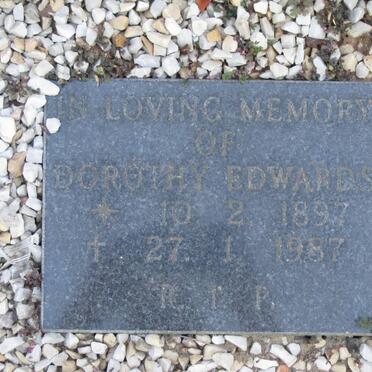 IN LOVING MEMORY
OF
DOROTHY EDWARDS
* 10. 2. 1897
† 27. 1. 1987
R. I. P.